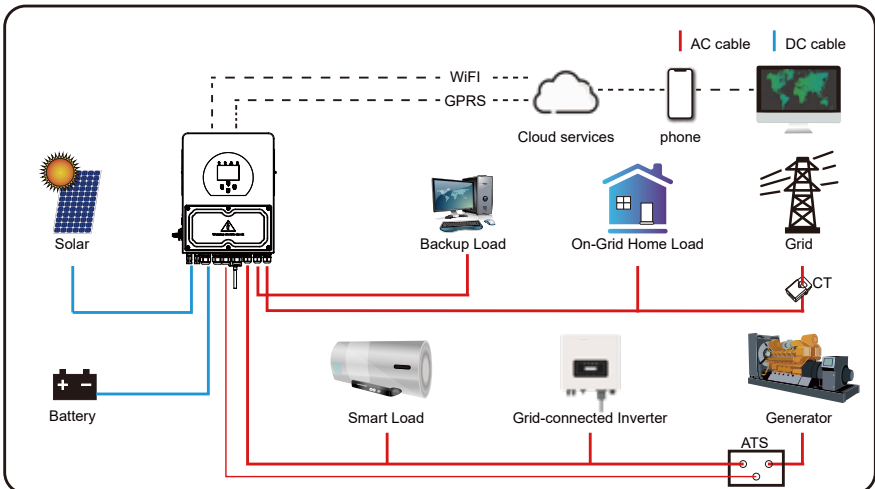 AC cable
DC cable
WiFI
GPRS
Cloud services
phone
Solar
Backup Load
On-Grid Home Load
Grid
CT
Battery
Smart Load
Grid-connected Inverter
Generator
ATS